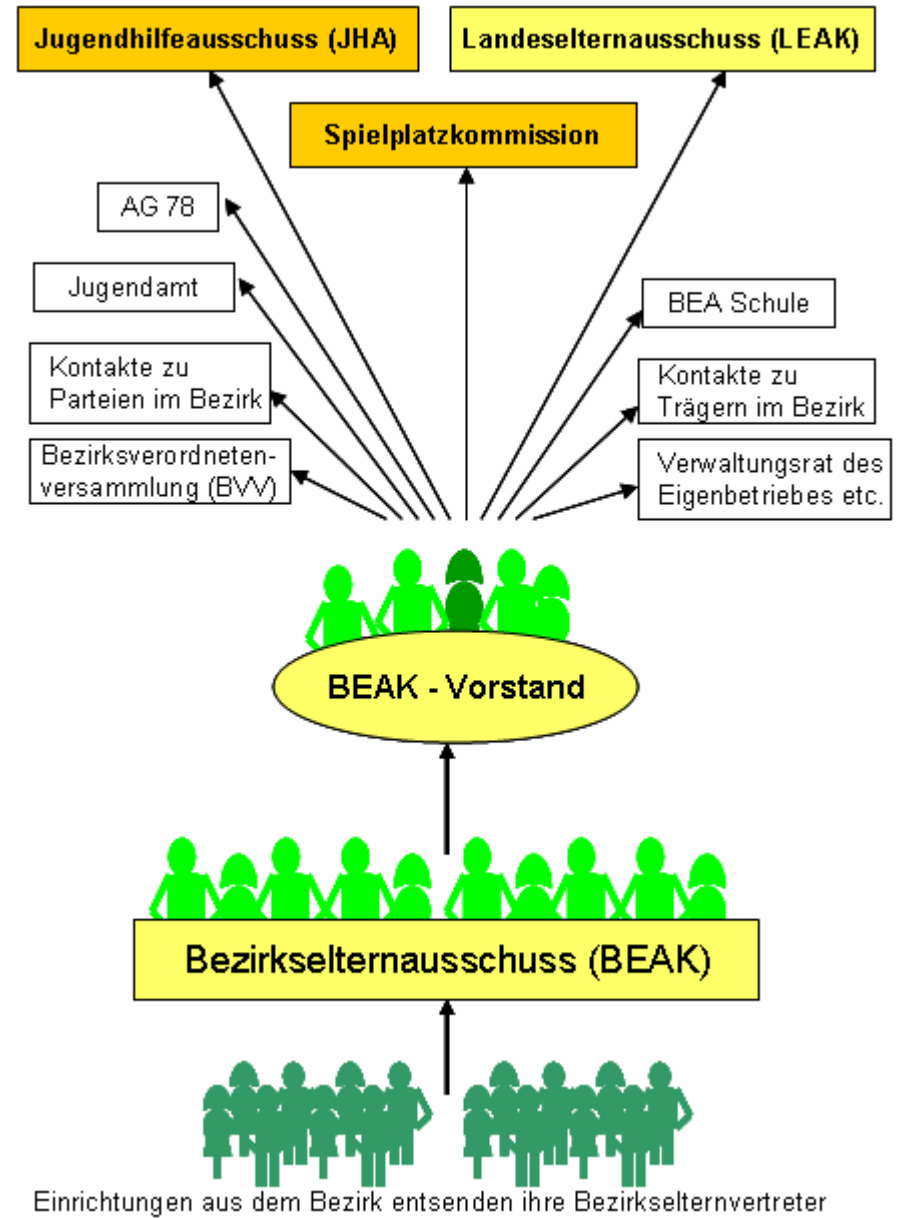 Jugendhilfeausschuss (JHA)
Landeselternausschuss (LEAK)
Spielplatzkommission
AG 78
Jugendamt
BEA Schule
Kontakte zu
Parteien im Bezirk
Kontakte zu
Trägern im Bezirk
Bezirksverordneten-
versammlung (BVV)
Verwaltungsrat des
Eigenbetriebes etc.
BEAK - Vorstand
Bezirkselternausschuss (BEAK)
Einrichtungen aus dem Bezirk entsenden ihre Bezirkselternvertreter